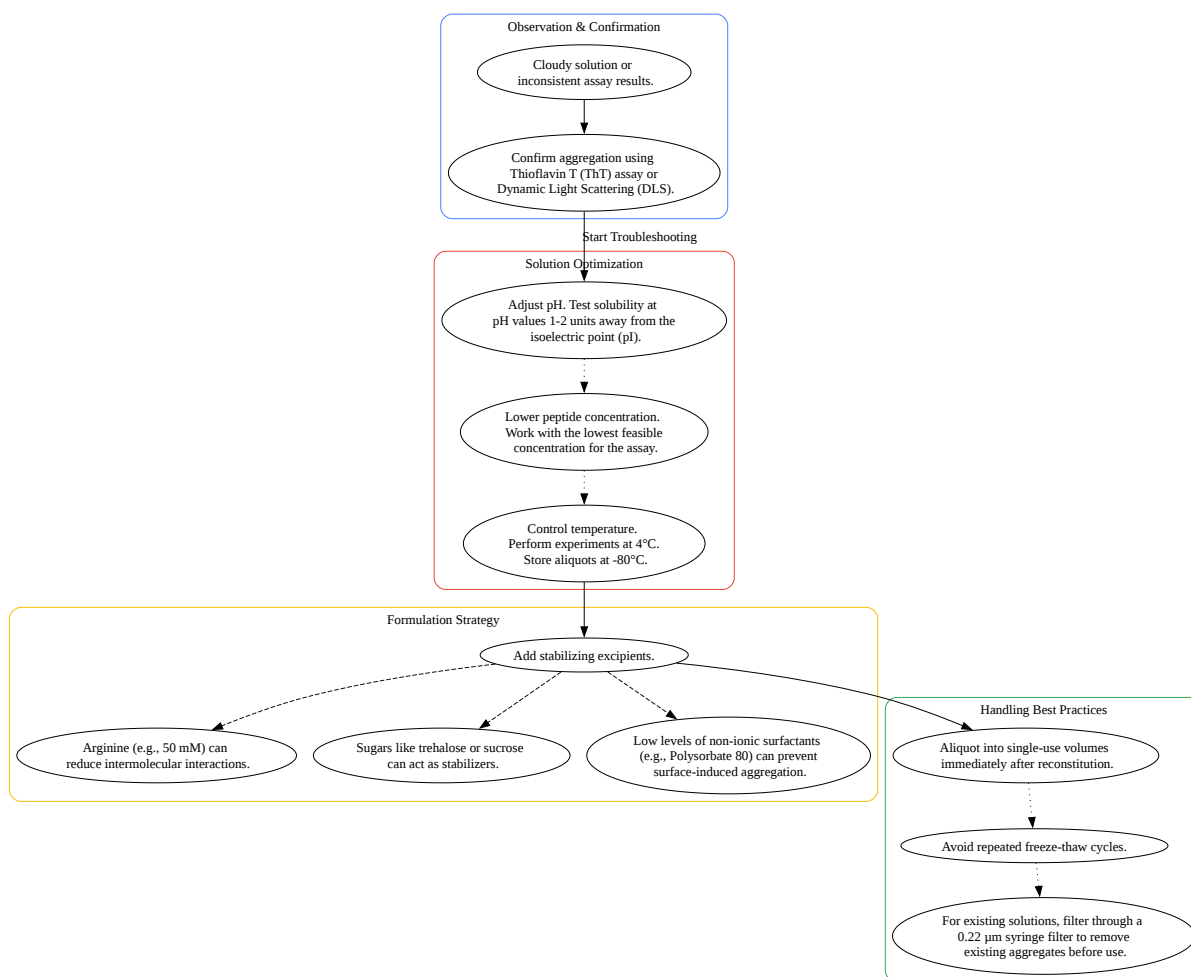 Observation & Confirmation
Cloudy solution or
inconsistent assay results.
Confirm aggregation using
Thioflavin T (ThT) assay or
Dynamic Light Scattering (DLS).
Start Troubleshooting
Solution Optimization
Adjust pH. Test solubility at
pH values 1-2 units away from the
isoelectric point (pI).
Lower peptide concentration.
Work with the lowest feasible
concentration for the assay.
Control temperature.
Perform experiments at 4°C.
Store aliquots at -80°C.
Formulation Strategy
Add stabilizing excipients.
Arginine (e.g., 50 mM) can
reduce intermolecular interactions.
Sugars like trehalose or sucrose
can act as stabilizers.
Low levels of non-ionic surfactants
(e.g., Polysorbate 80) can prevent
surface-induced aggregation.
Handling Best Practices
Aliquot into single-use volumes
immediately after reconstitution.
Avoid repeated freeze-thaw cycles.
For existing solutions, filter through a
0.22 µm syringe filter to remove
existing aggregates before use.